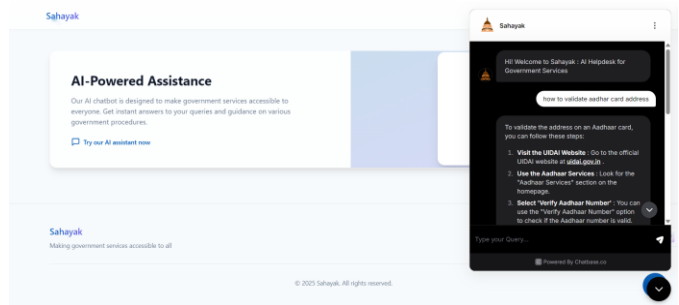 Sahayak
AI-Powered Assistance
Our AI chatbot is designed to make government services accessible to
everyone. Get instant answers to your queries and guidance on various
government procedures.
Try our AI assistant now
Sahayak
Making government services accessible to all
© 2025 Sahayak. All rights reserved.
Sahayak
Hi! Welcome to Sahayak : AI Helpdesk for
Government Services
how to validate aadhar card address
To validate the address on an Aadhaar card,
you can follow these steps:
1. Visit the UIDAI Website : Go to the official
UIDAI website at uidai.gov.in .
2. Use the Aadhaar Services : Look for the
"Aadhaar Services" section on the
homepage.
3. Select 'Verify Aadhaar Number' : You can
use the "Verify Aadhaar Number" option
to check if the Aadhaar number is valid.
Type your Query...
Powered By Chatbase.co